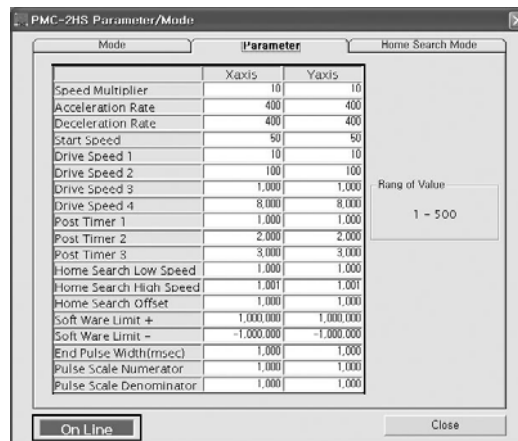 PMC-2HS Parameter/Mode
Mode Parameter Home Search Mode
Xaxis Yaxis
Speed Multiplier 10 10
Acceleration Rate 400 400
Deceleration Rate 400 400
Start Speed 50 50
Drive Speed 1 10 10
Drive Speed 2 100 100
Drive Speed 3 1,000 1,000
Drive Speed 4 8,000 8,000
Post Timer 1 1,000 1,000
Post Timer 2 2,000 2,000
Post Timer 3 3,000 3,000
Home Search Low Speed 1,000 1,000
Home Search High Speed 1,001 1,001
Home Search Offset 1,000 1,000
Soft Ware Limit + 1,000,000 1,000,000
Soft Ware Limit - -1,000,000 -1,000,000
End Pulse Width(msec) 1,000 1,000
Pulse Scale Numerator 1,000 1,000
Pulse Scale Denominator 1,000 1,000
Rang of Value
1 - 500
On Line
Close